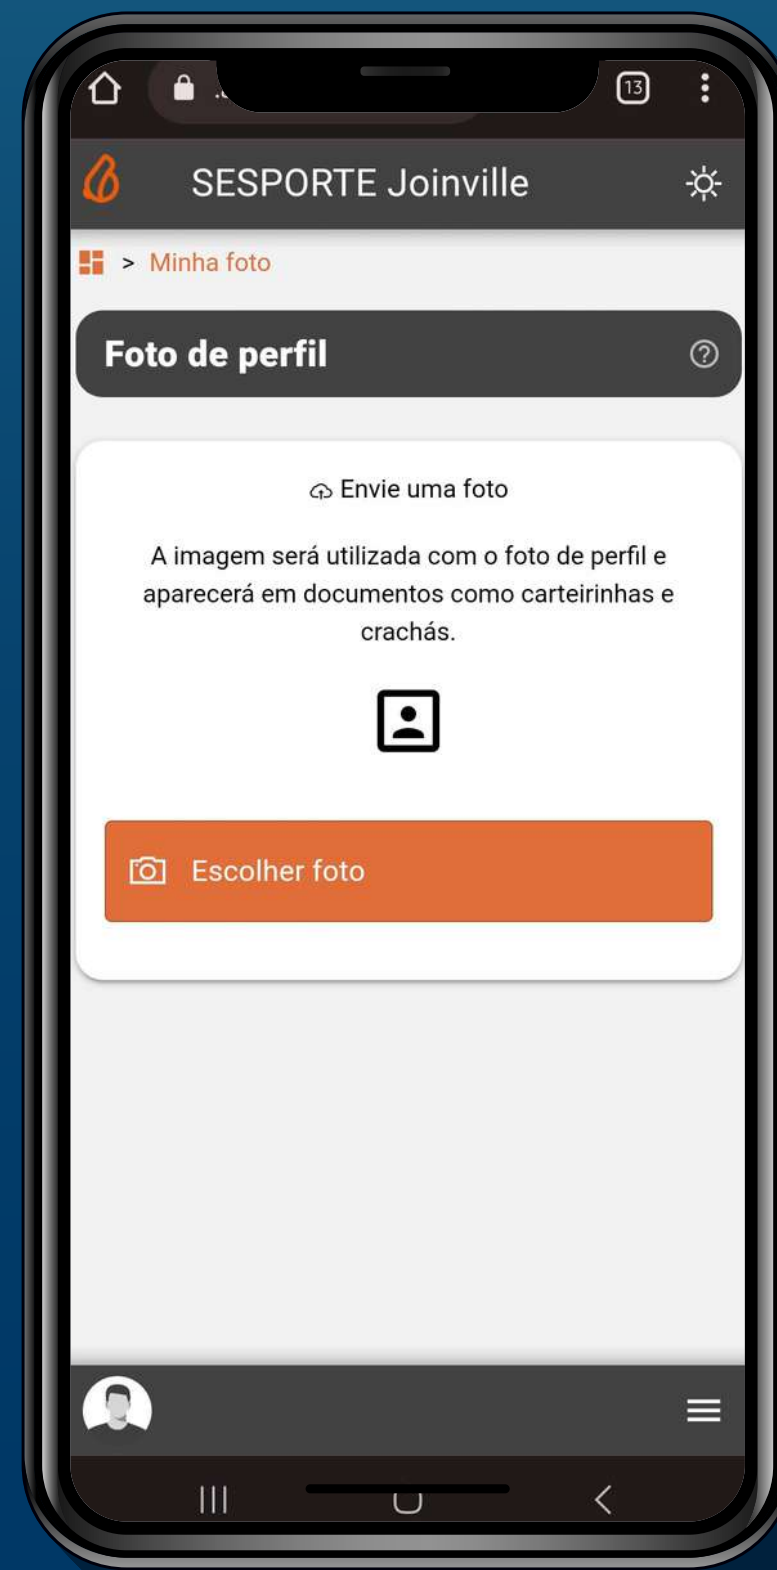 13
SESPORTE Joinville
> Minha foto
Foto de perfil
Envie uma foto
A imagem será utilizada com o foto de perfil e
aparecerá em documentos como carteirinhas e
crachás.
Escolher foto